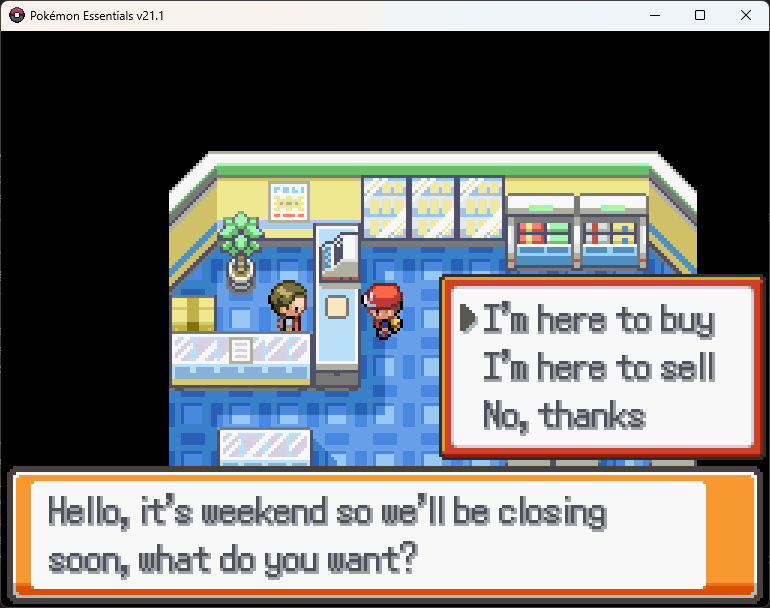 Pokémon Essentials v21.1
I'm here to buy
I'm here to sell
No, thanks
Hello, it's weekend so we'll be closing
soon, what do you want?